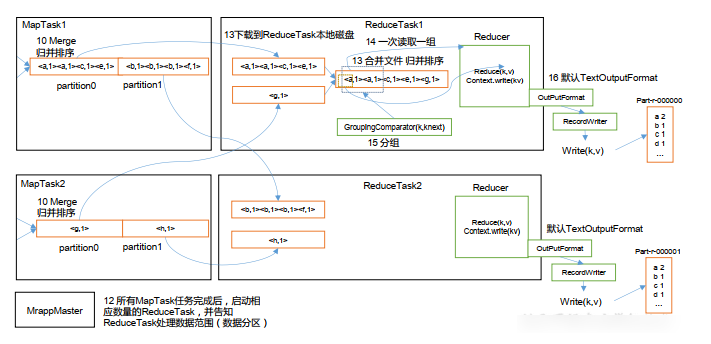 MapTask1
10 Merge
归并排序
<a,1><a,1><c,1><e,1>
<b,1><b,1><b,1><f,1>
partition0
partition1
13下载到ReduceTask本地磁盘
ReduceTask1
14 一次读取一组
13 合并文件 归并排序
<a,1><a,1><c,1><e,1>
<a,1><a,1><c,1><e,1><g,1>
<g,1>
GroupingComparator(k,knext)
15 分组
Reducer
Reduce(k,v)
Context.write(kv)
16 默认TextOutputFormat
OutPutFormat
RecordWriter
Write(k,v)
Part-r-000000
a 2
b 1
c 1
d 1
...
MapTask2
10 Merge
归并排序
<g,1>
<h,1>
partition0
partition1
ReduceTask2
<b,1><b,1><b,1><f,1>
<h,1>
Reducer
Reduce(k,v)
Context.write(kv)
默认TextOutputFormat
OutPutFormat
RecordWriter
Write(k,v)
Part-r-000001
a 2
b 1
c 1
d 1
...
MrappMaster
12 所有MapTask任务完成后，启动相
应数量的ReduceTask，并告知
ReduceTask处理数据范围（数据分区）